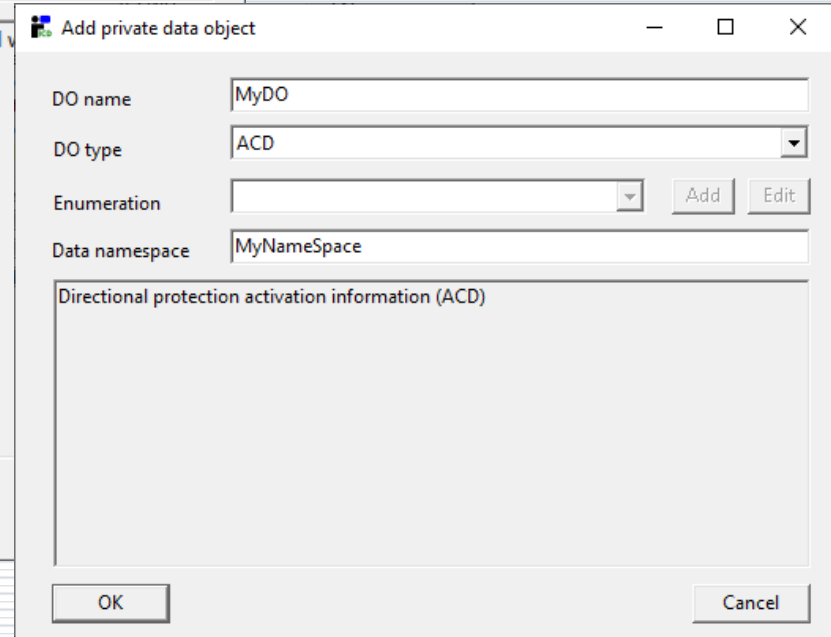 Add private data object
DO name
MyDO
DO type
ACD
Enumeration
Add
Edit
Data namespace
MyNameSpace
Directional protection activation information (ACD)
OK
Cancel